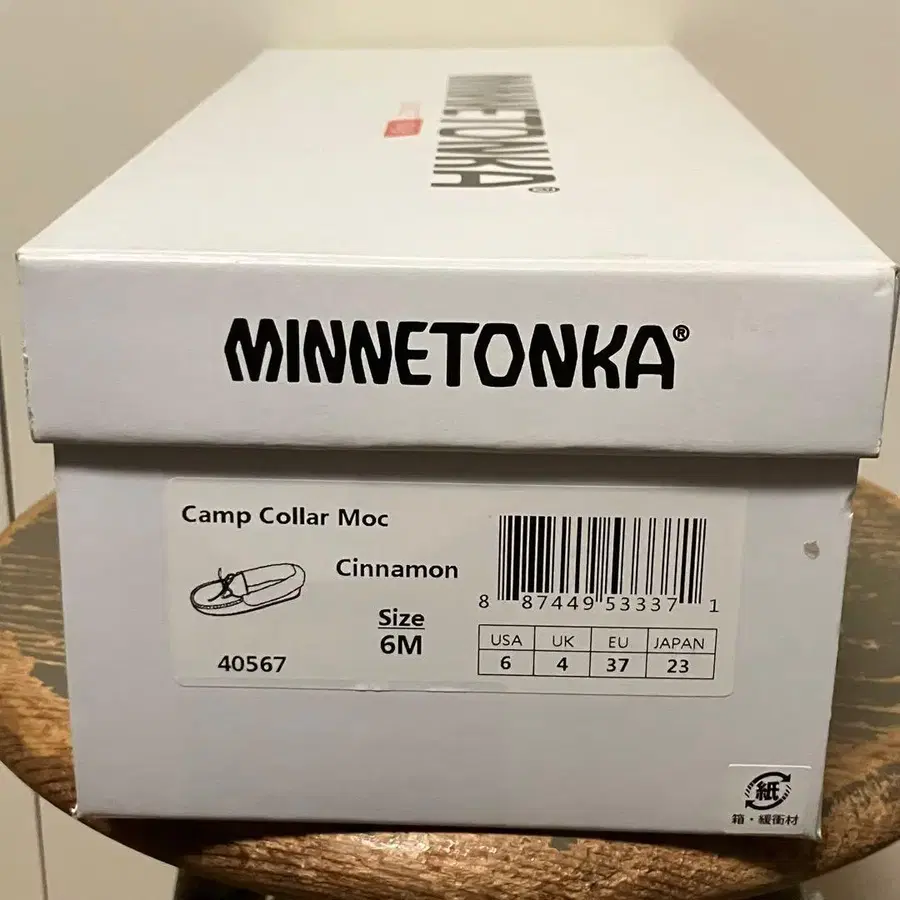 MINNETONKA®
MINNETONKA®
Camp Collar Moc
Cinnamon
Size
6M
40567
8 87449 53337 1
USA UK EU JAPAN
6 4 37 23
紙
箱・緩衝材